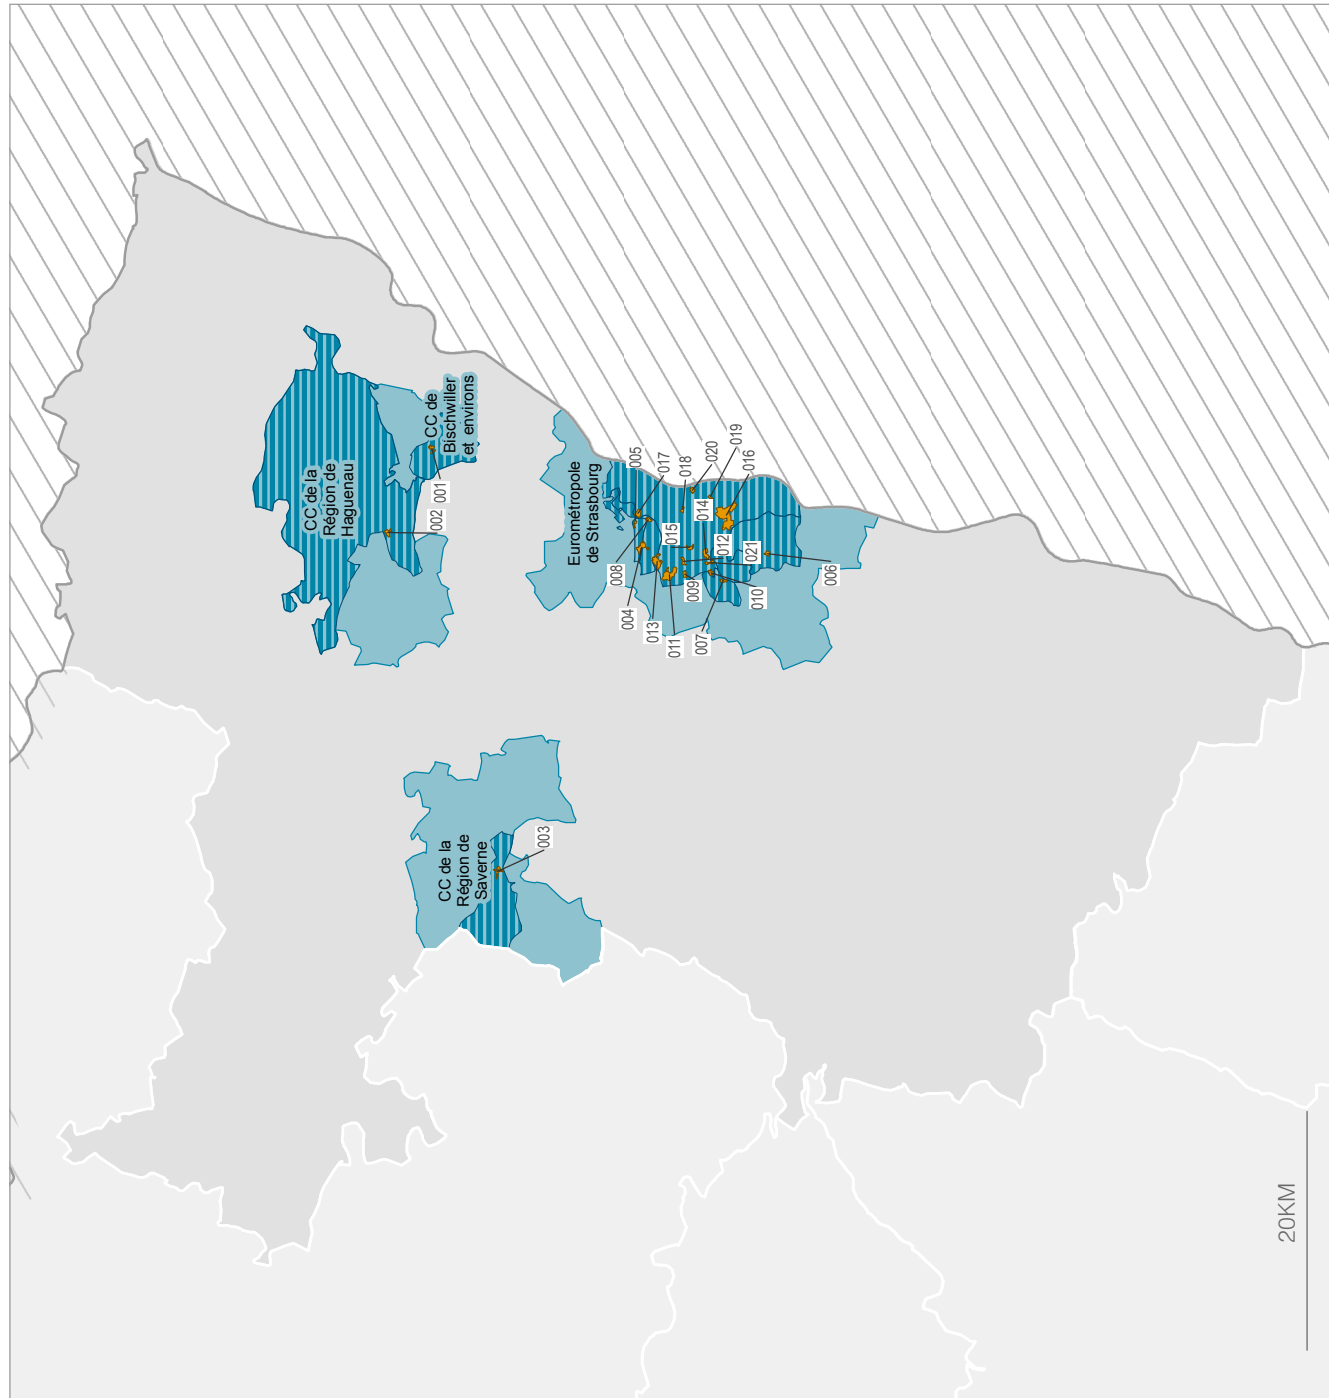 CC de la
Région de
Haguenau
CC de
Bischwiller
et environs
002
001
Eurométropole
de Strasbourg
005
017
018
020
019
016
008
015
014
004
012
013
009
021
011
007
010
006
CC de la
Région de
Saverne
003
20KM